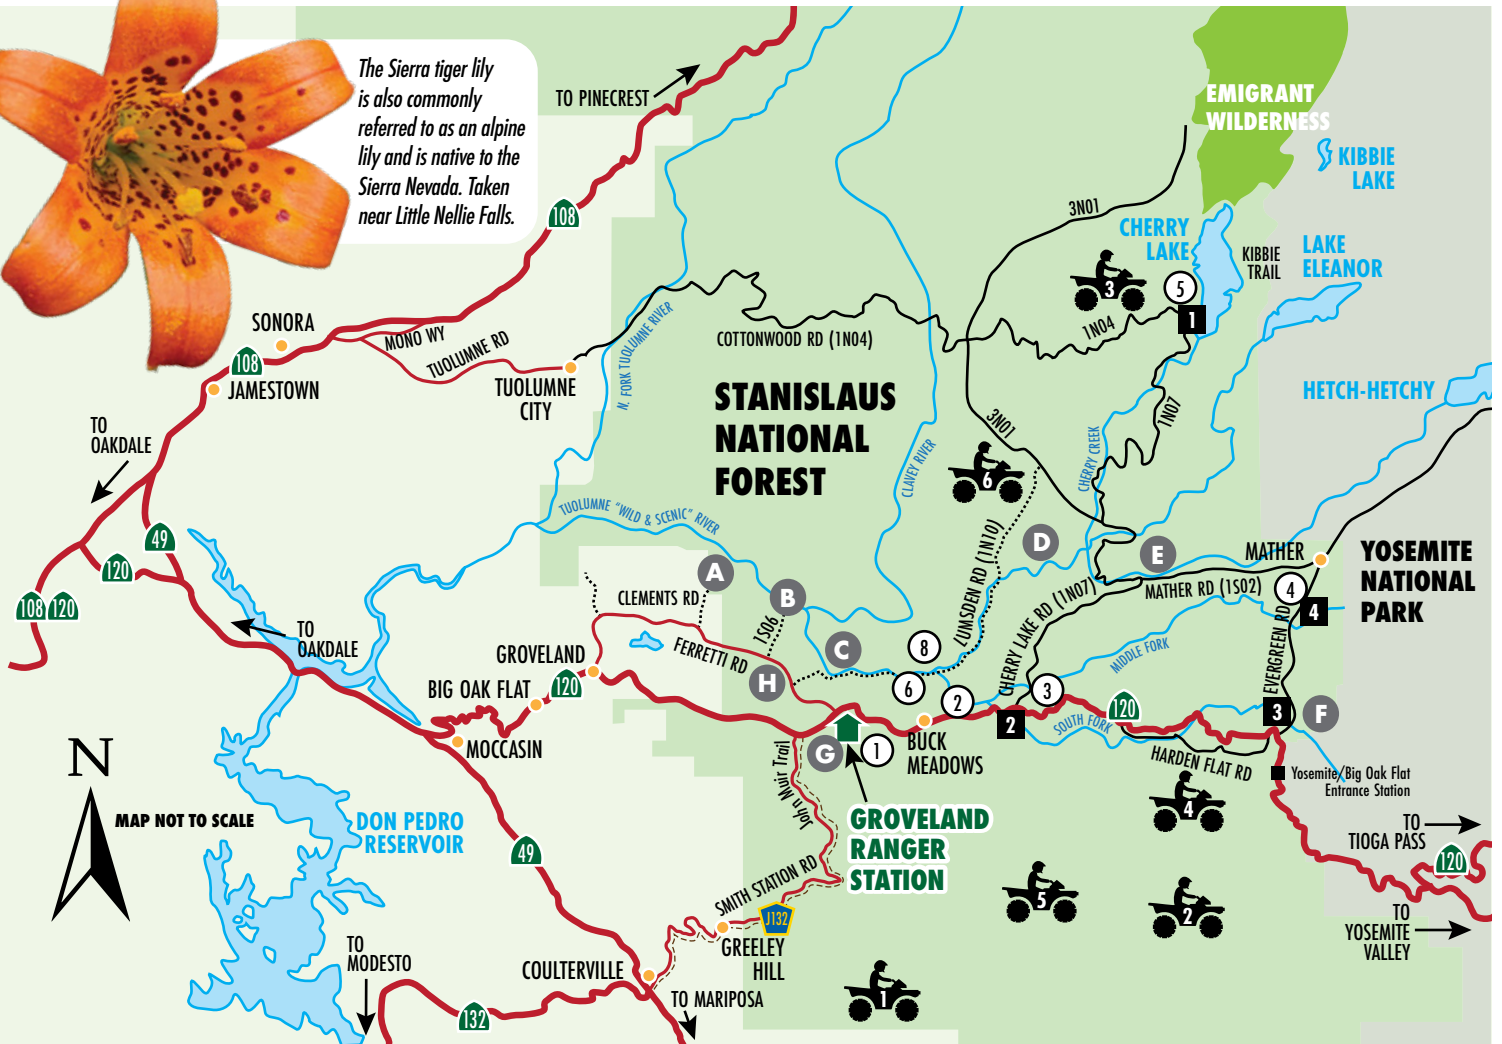 The Sierra tiger lily
is also commonly
referred to as an alpine
lily and is native to the
Sierra Nevada. Taken
near Little Nellie Falls.
TO PINECREST
108
EMIGRANT
WILDERNESS
KIBBIE
LAKE
3N01
CHERRY
LAKE
KIBBIE
TRAIL
LAKE
ELEANOR
3
5
1
1N04
SONORA
MONO WY
TUOLUMNE RD
108
JAMESTOWN
TUOLUMNE
CITY
N. FORK TUOLUMNE RIVER
COTTONWOOD RD (1N04)
HETCH-HETCHY
STANISLAUS
NATIONAL
FOREST
3N01
1N07
CHERRY CREEK
CLAVEY RIVER
6
TO
OAKDALE
TUOLUMNE "WILD & SCENIC" RIVER
49
120
108
120
D
E
MATHER
YOSEMITE
NATIONAL
PARK
A
B
CLEMENTS RD
1S06
LUMSDEN RD (1N10)
CHERRY LAKE RD (1N07)
MATHER RD (1S02)
4
4
EVERGREEN RD
TO
OAKDALE
GROVELAND
FERRETTI RD
C
8
MIDDLE FORK
BIG OAK FLAT
120
H
6
2
3
120
3
F
2
SOUTH FORK
MOCCASIN
G
1
BUCK
MEADOWS
HARDEN FLAT RD
Yosemite/Big Oak Flat
Entrance Station
N
John Muir Trail
MAP NOT TO SCALE
DON PEDRO
RESERVOIR
GROVELAND
RANGER
STATION
4
TO
TIOGA PASS
120
49
SMITH STATION RD
5
2
J132
GREELEY
HILL
TO
YOSEMITE
VALLEY
TO
MODESTO
COULTERVILLE
TO MARIPOSA
1
132